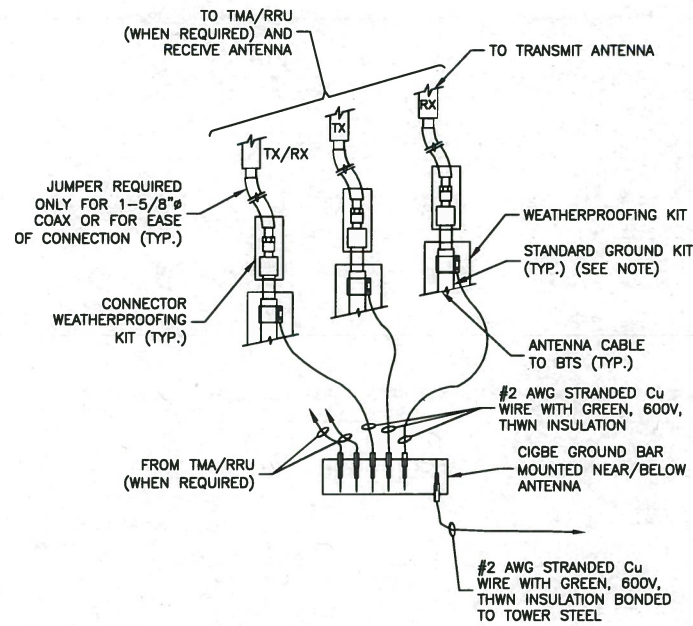 TO TMA/RRU
(WHEN REQUIRED) AND
RECEIVE ANTENNA
TO TRANSMIT ANTENNA
RX
TX
TX/RX
JUMPER REQUIRED
ONLY FOR 1-5/8"ø
COAX OR FOR EASE
OF CONNECTION (TYP.)
WEATHERPROOFING KIT
STANDARD GROUND KIT
(TYP.) (SEE NOTE)
CONNECTOR
WEATHERPROOFING
KIT (TYP.)
ANTENNA CABLE
TO BTS (TYP.)
#2 AWG STRANDED Cu
WIRE WITH GREEN, 600V,
THWN INSULATION
FROM TMA/RRU
(WHEN REQUIRED)
CIGBE GROUND BAR
MOUNTED NEAR/BELOW
ANTENNA
#2 AWG STRANDED Cu
WIRE WITH GREEN, 600V,
THWN INSULATION BONDED
TO TOWER STEEL